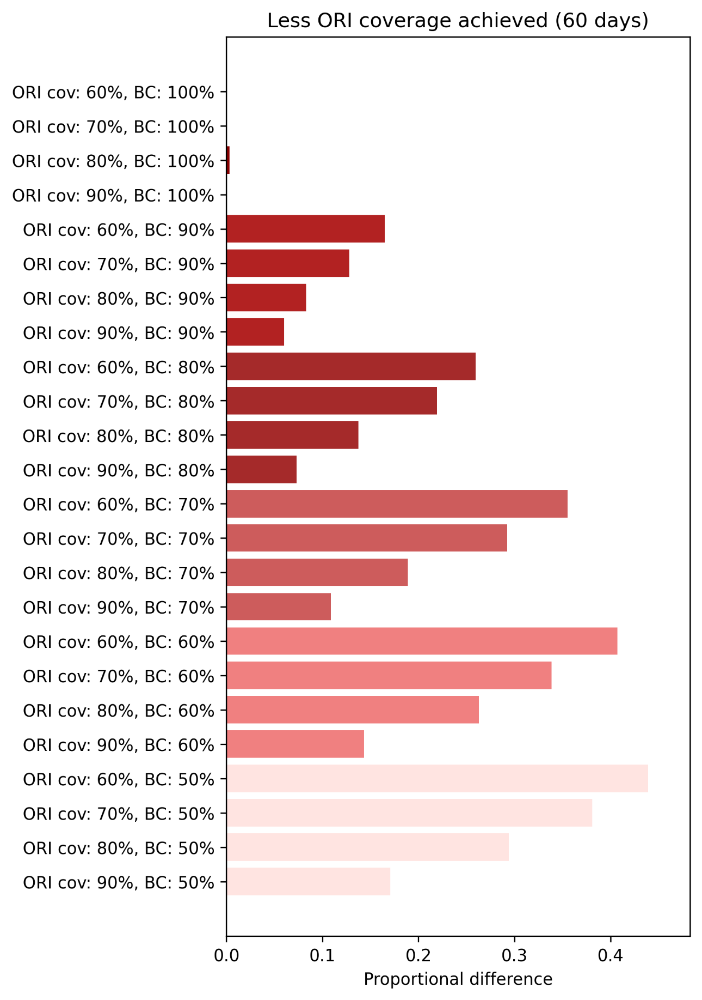 Less ORI coverage achieved (60 days)
ORI cov: 60%, BC: 100%
ORI cov: 70%, BC: 100%
ORI cov: 80%, BC: 100%
ORI cov: 90%, BC: 100%
ORI cov: 60%, BC: 90%
ORI cov: 70%, BC: 90%
ORI cov: 80%, BC: 90%
ORI cov: 90%, BC: 90%
ORI cov: 60%, BC: 80%
ORI cov: 70%, BC: 80%
ORI cov: 80%, BC: 80%
ORI cov: 90%, BC: 80%
ORI cov: 60%, BC: 70%
ORI cov: 70%, BC: 70%
ORI cov: 80%, BC: 70%
ORI cov: 90%, BC: 70%
ORI cov: 60%, BC: 60%
ORI cov: 70%, BC: 60%
ORI cov: 80%, BC: 60%
ORI cov: 90%, BC: 60%
ORI cov: 60%, BC: 50%
ORI cov: 70%, BC: 50%
ORI cov: 80%, BC: 50%
ORI cov: 90%, BC: 50%
0.0 0.1 0.2 0.3 0.4
Proportional difference